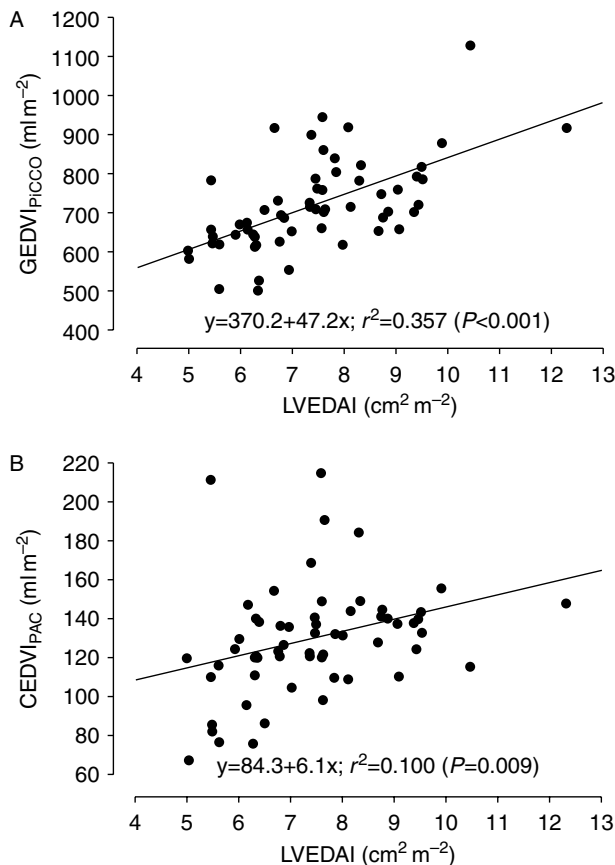 A
GEDVI_PiCCO (ml m⁻²)
1200
1100
1000
900
800
700
600
500
400
y=370.2+47.2x; r²=0.357 (P<0.001)
4 5 6 7 8 9 10 11 12 13
LVEDAI (cm² m⁻²)
B
CEDVI_PAC (ml m⁻²)
220
200
180
160
140
120
100
80
60
y=84.3+6.1x; r²=0.100 (P=0.009)
4 5 6 7 8 9 10 11 12 13
LVEDAI (cm² m⁻²)